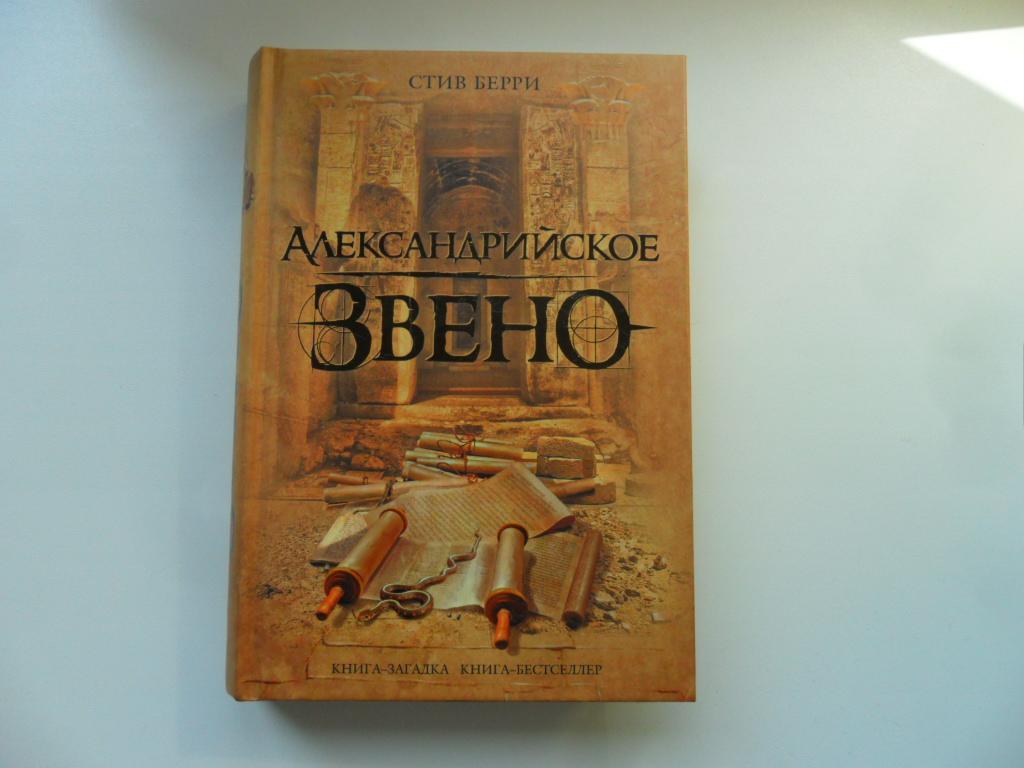 СТИВ БЕРРИ
АЛЕКСАНДРИЙСКОЕ
ЗВЕНО
КНИГА–ЗАГАДКА КНИГА–БЕСТСЕЛЛЕР